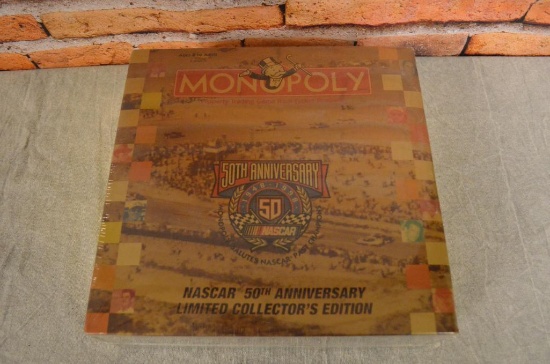 MONOPOLY
50TH ANNIVERSARY
50
NASCAR
NASCAR 50TH ANNIVERSARY
LIMITED COLLECTOR'S EDITION